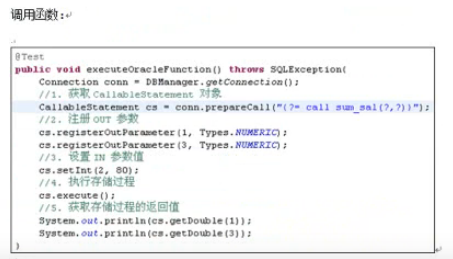 调用函数:
@Test
public void executeOracleFunction() throws SQLException{
Connection conn = DBManager.getConnection();
//1. 获取 CallableStatement 对象
CallableStatement cs = conn.prepareCall("{?= call sum_sal(?,?)}");
//2. 注册 OUT 参数
cs.registerOutParameter(1, Types.NUMERIC);
cs.registerOutParameter(3, Types.NUMERIC);
//3. 设置 IN 参数值
cs.setInt(2, 80);
//4. 执行存储过程
cs.execute();
//5. 获取存储过程的返回值
System.out.println(cs.getDouble(1));
System.out.println(cs.getDouble(3));
}